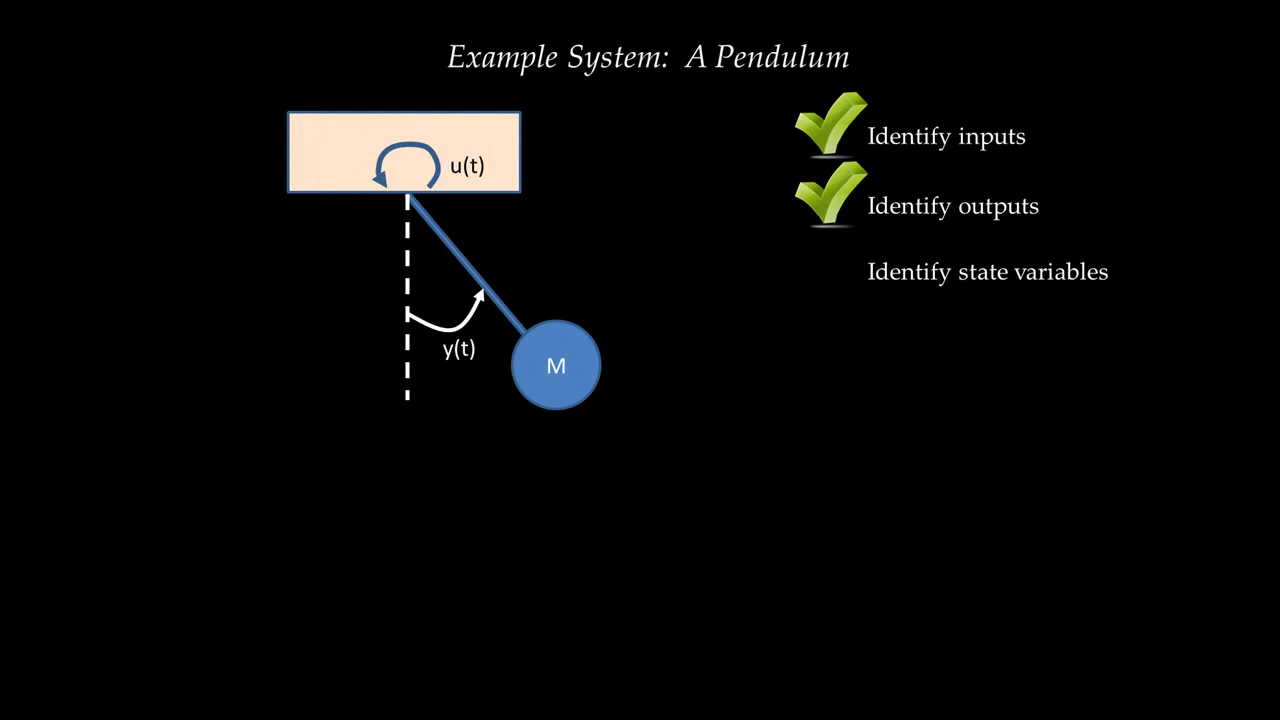 Example System: A Pendulum
Identify inputs
u(t)
Identify outputs
Identify state variables
y(t)
M